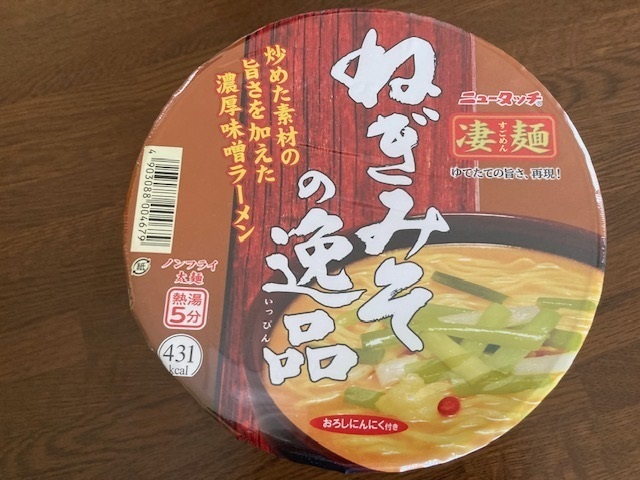 炒めた素材の
旨さを加えた
濃厚味噌ラーメン
ねぎみそ
の逸品
いっぴん
ニュータッチ®
凄麺
すごめん
ゆでたての旨さ、再現!
4903088004679
紙
ノンフライ
太麺
熱湯
5分
431
kcal
おろしにんにく付き